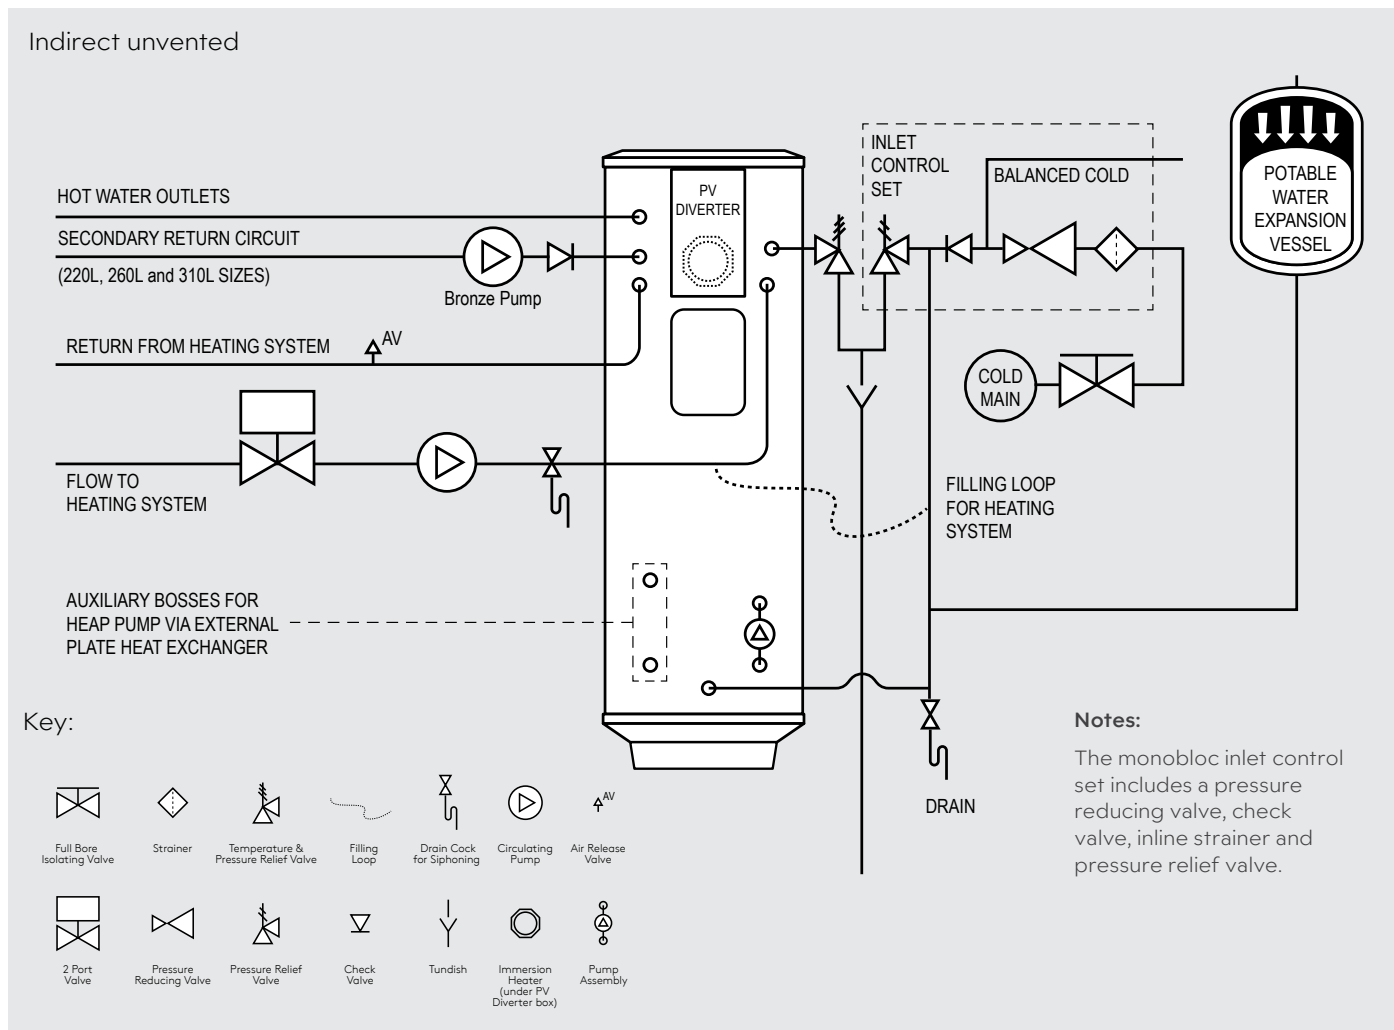 Indirect unvented
HOT WATER OUTLETS
SECONDARY RETURN CIRCUIT
(220L, 260L and 310L SIZES)
Bronze Pump
RETURN FROM HEATING SYSTEM
AV
FLOW TO
HEATING SYSTEM
AUXILIARY BOSSES FOR
HEAP PUMP VIA EXTERNAL
PLATE HEAT EXCHANGER
PV
DIVERTER
INLET
CONTROL
SET
BALANCED COLD
POTABLE
WATER
EXPANSION
VESSEL
COLD
MAIN
FILLING LOOP
FOR HEATING
SYSTEM
DRAIN
Notes:
The monobloc inlet control
set includes a pressure
reducing valve, check
valve, inline strainer and
pressure relief valve.
Key:
Full Bore
Isolating Valve
Strainer
Temperature &
Pressure Relief Valve
Filling
Loop
Drain Cock
for Siphoning
Circulating
Pump
AV
Air Release
Valve
2 Port
Valve
Pressure
Reducing Valve
Pressure Relief
Valve
Check
Valve
Tundish
Immersion
Heater
(under PV
Diverter box)
Pump
Assembly